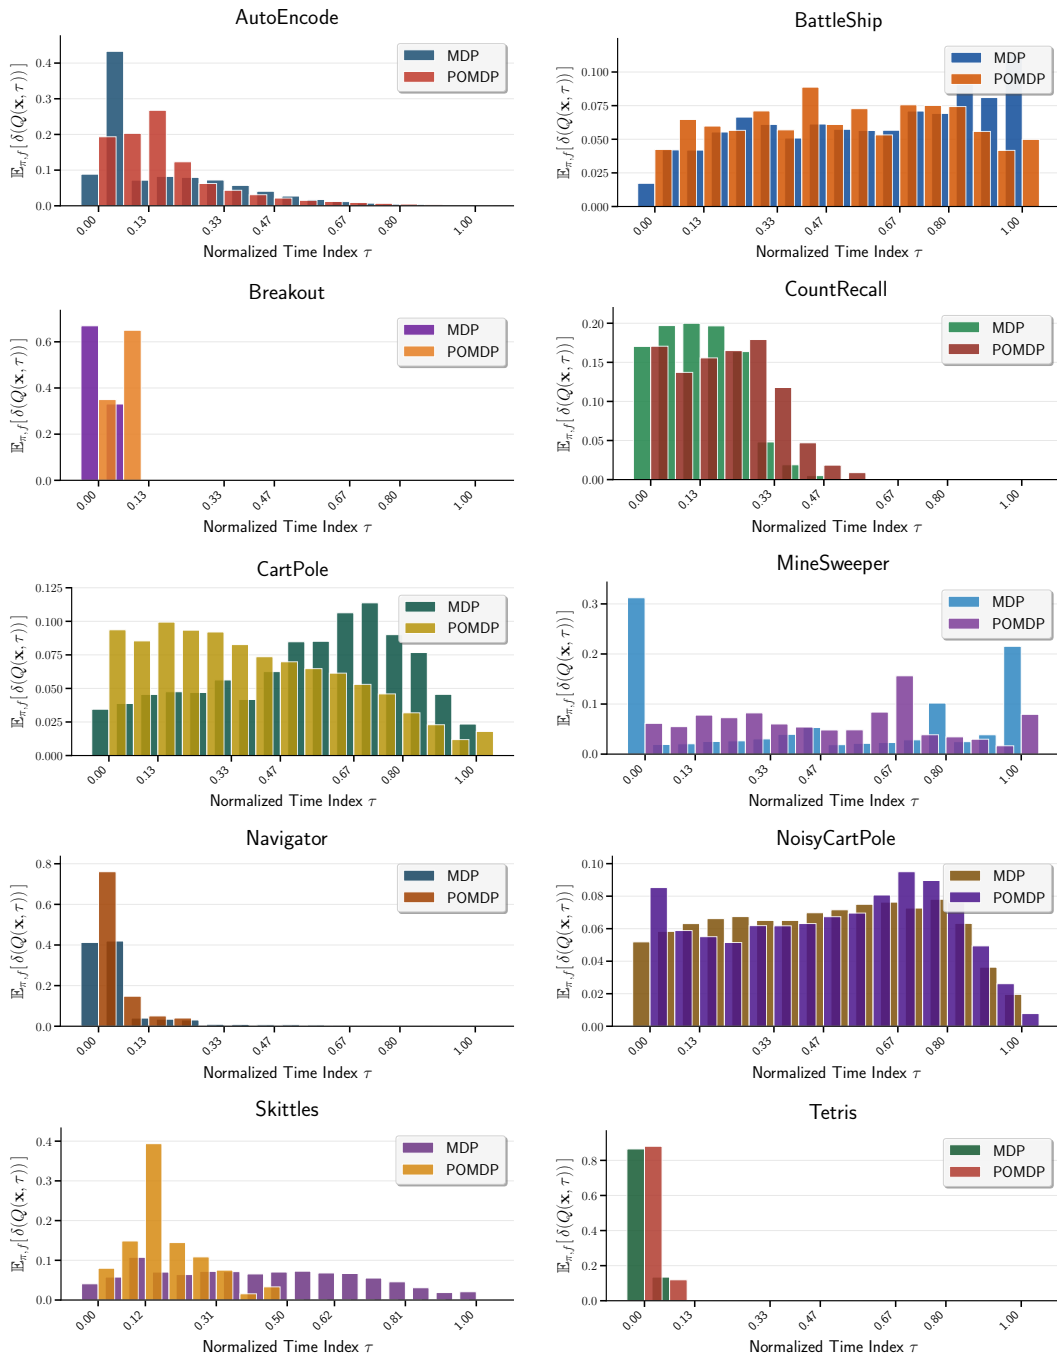 AutoEncode
𝔼π,f[δ(Q(x, τ))]
0.4
0.3
0.2
0.1
0.0
MDP
POMDP
0.00 0.13 0.33 0.47 0.67 0.80 1.00
Normalized Time Index τ
BattleShip
𝔼π,f[δ(Q(x, τ))]
0.100
0.075
0.050
0.025
0.000
MDP
POMDP
0.00 0.13 0.33 0.47 0.67 0.80 1.00
Normalized Time Index τ
Breakout
𝔼π,f[δ(Q(x, τ))]
0.6
0.4
0.2
0.0
MDP
POMDP
0.00 0.13 0.33 0.47 0.67 0.80 1.00
Normalized Time Index τ
CountRecall
𝔼π,f[δ(Q(x, τ))]
0.20
0.15
0.10
0.05
0.00
MDP
POMDP
0.00 0.13 0.33 0.47 0.67 0.80 1.00
Normalized Time Index τ
CartPole
𝔼π,f[δ(Q(x, τ))]
0.125
0.100
0.075
0.050
0.025
0.000
MDP
POMDP
0.00 0.13 0.33 0.47 0.67 0.80 1.00
Normalized Time Index τ
MineSweeper
𝔼π,f[δ(Q(x, τ))]
0.3
0.2
0.1
0.0
MDP
POMDP
0.00 0.13 0.33 0.47 0.67 0.80 1.00
Normalized Time Index τ
Navigator
𝔼π,f[δ(Q(x, τ))]
0.8
0.6
0.4
0.2
0.0
MDP
POMDP
0.00 0.13 0.33 0.47 0.67 0.80 1.00
Normalized Time Index τ
NoisyCartPole
𝔼π,f[δ(Q(x, τ))]
0.10
0.08
0.06
0.04
0.02
0.00
MDP
POMDP
0.00 0.13 0.33 0.47 0.67 0.80 1.00
Normalized Time Index τ
Skittles
𝔼π,f[δ(Q(x, τ))]
0.4
0.3
0.2
0.1
0.0
MDP
POMDP
0.00 0.12 0.31 0.50 0.62 0.81 1.00
Normalized Time Index τ
Tetris
𝔼π,f[δ(Q(x, τ))]
0.8
0.6
0.4
0.2
0.0
MDP
POMDP
0.00 0.13 0.33 0.47 0.67 0.80 1.00
Normalized Time Index τ